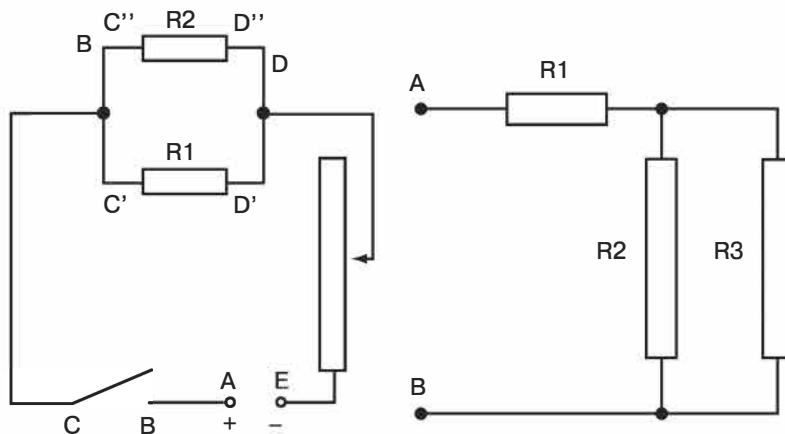 C'' R2 D''
B D
R1
C' D'
C B A E
+ –
R1
A
R2 R3
B